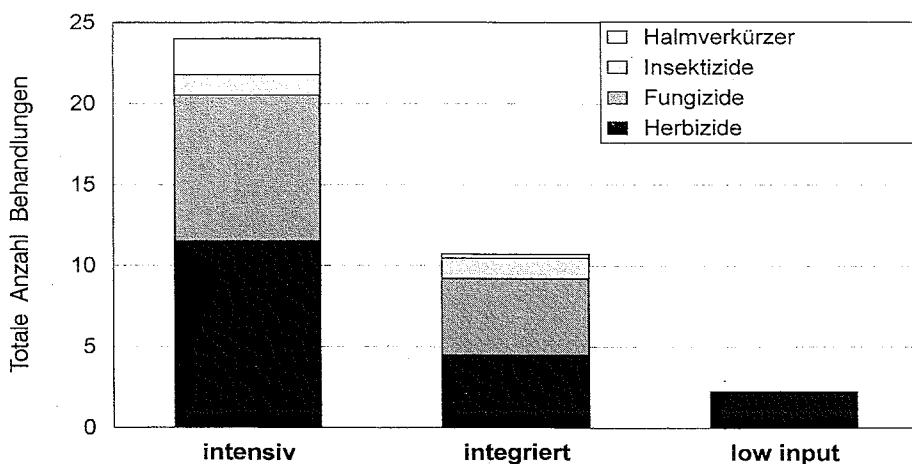 Totale Anzahl Behandlungen
25
20
15
10
5
0
Halmverkürzer
Insektizide
Fungizide
Herbizide
intensiv
integriert
low input